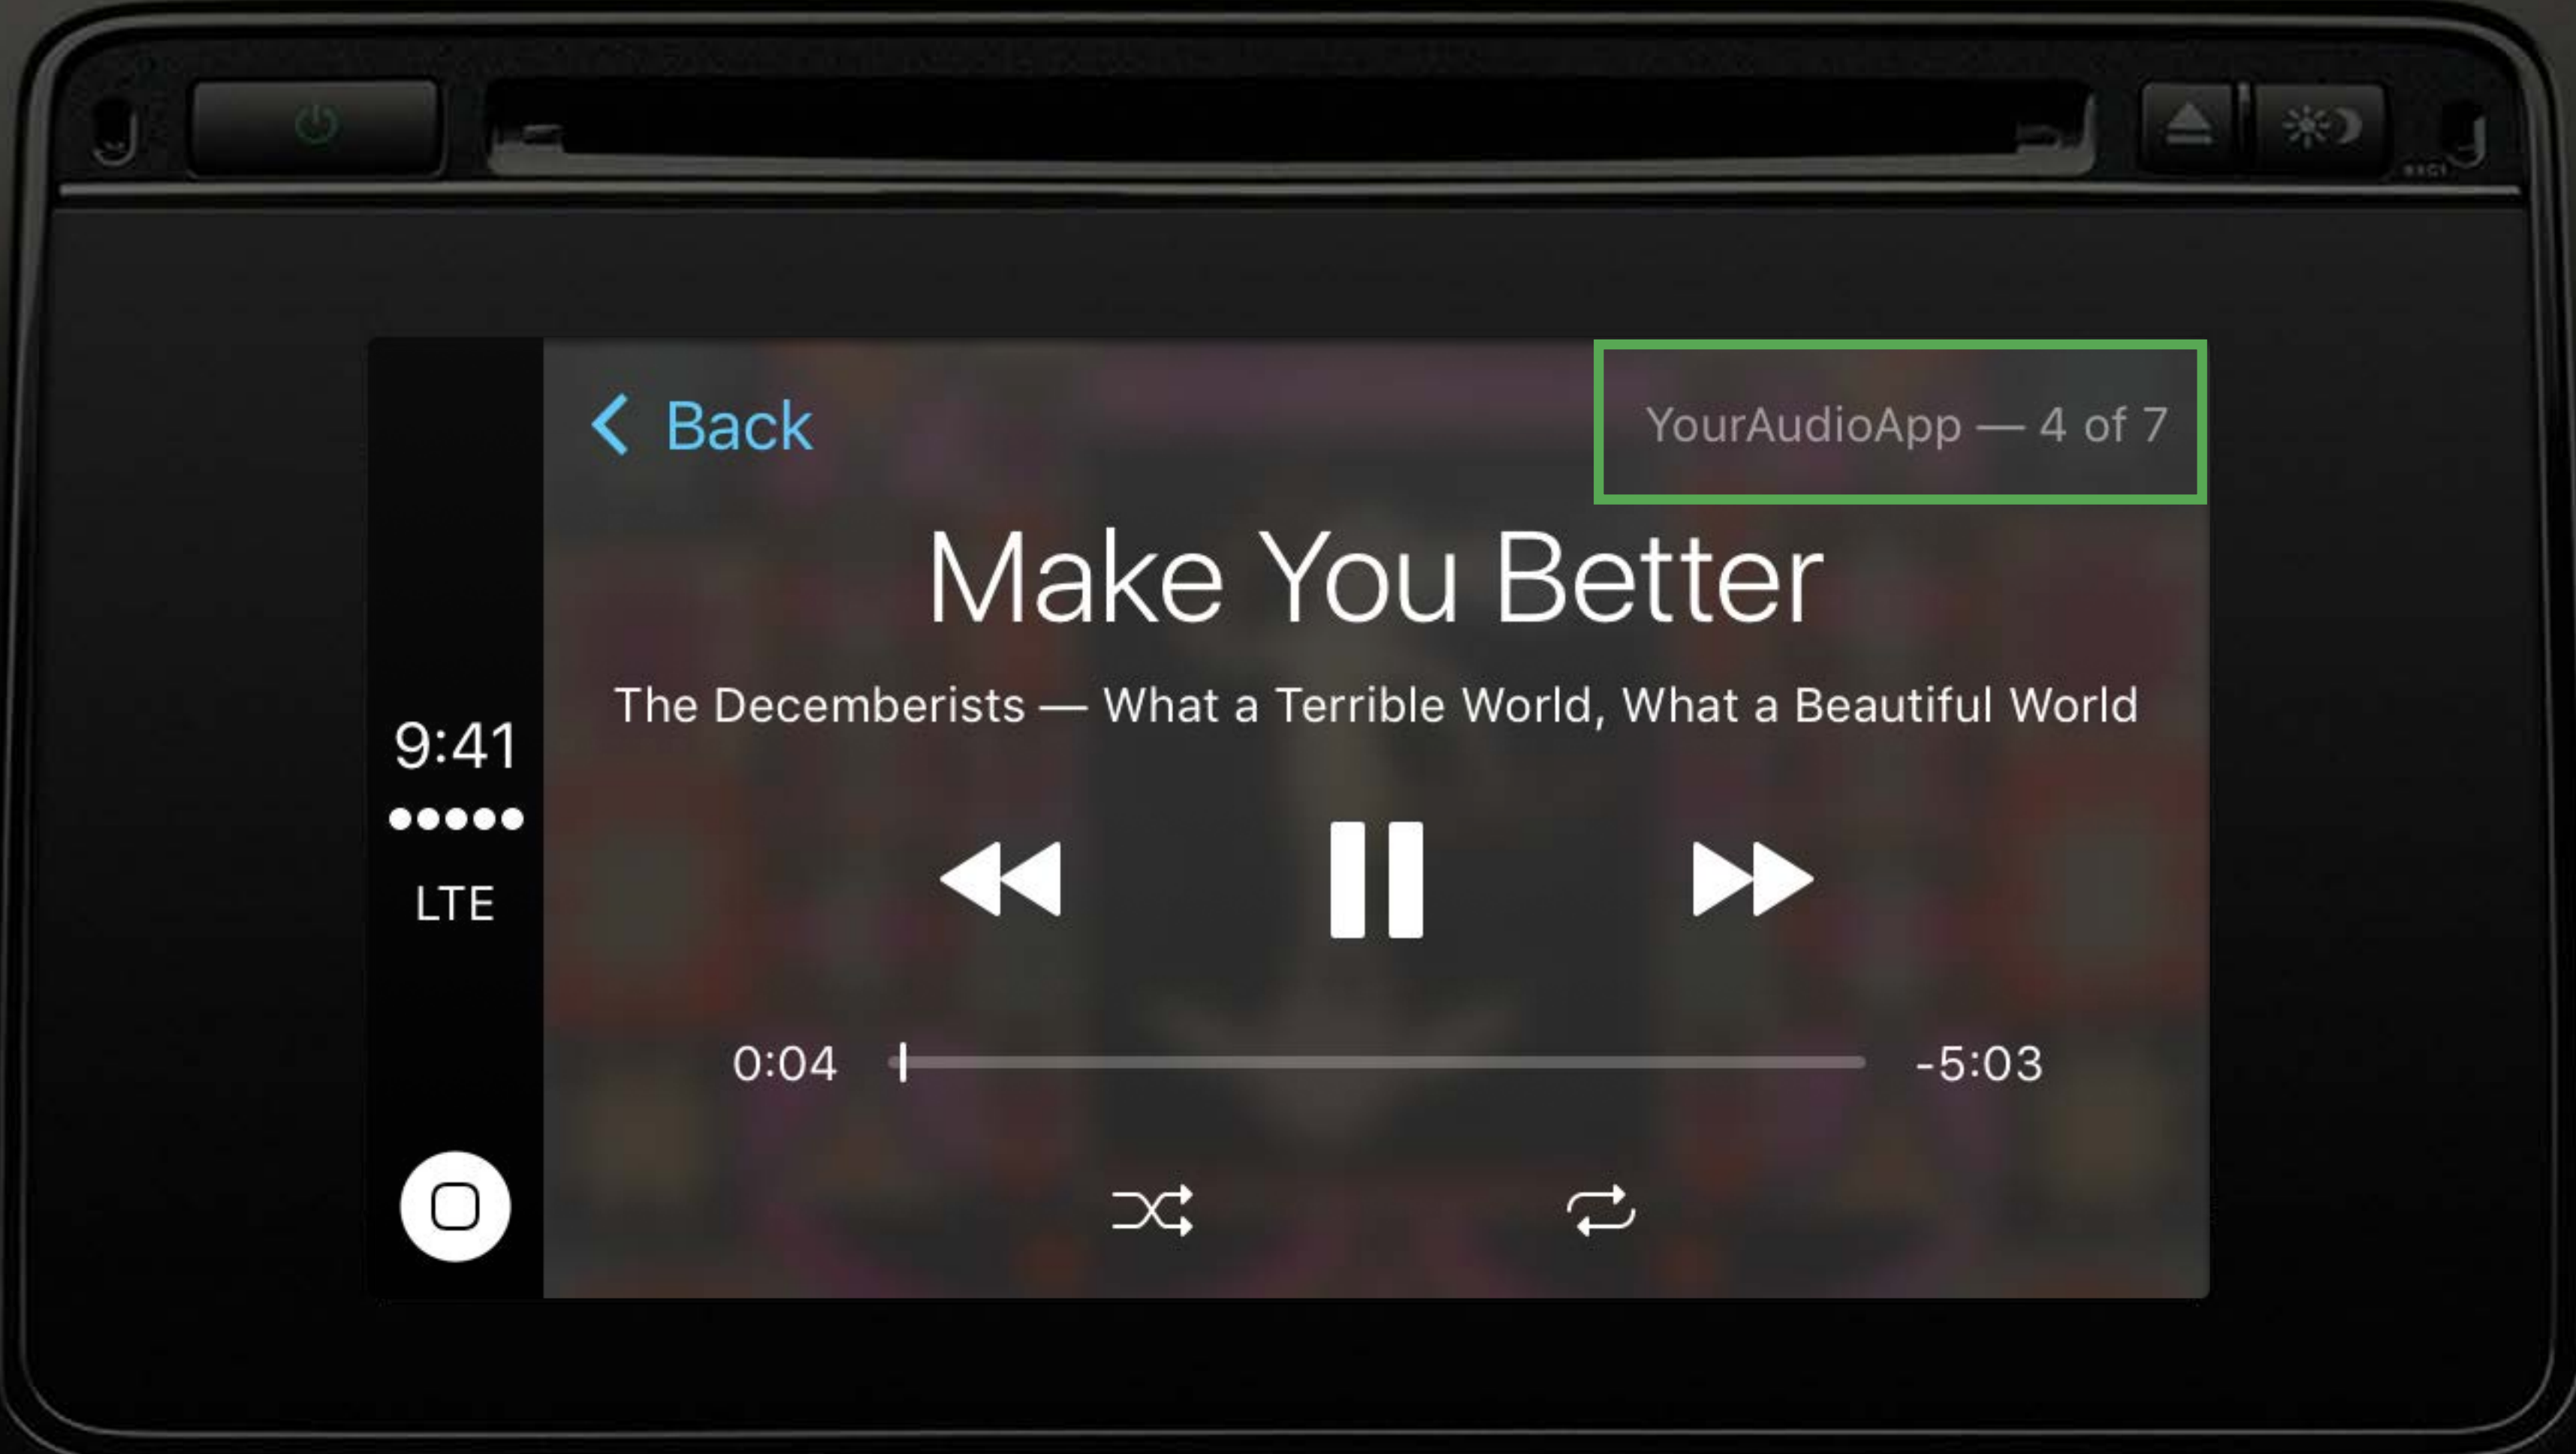 Back
YourAudioApp — 4 of 7
Make You Better
The Decemberists — What a Terrible World, What a Beautiful World
9:41
LTE
0:04
-5:03